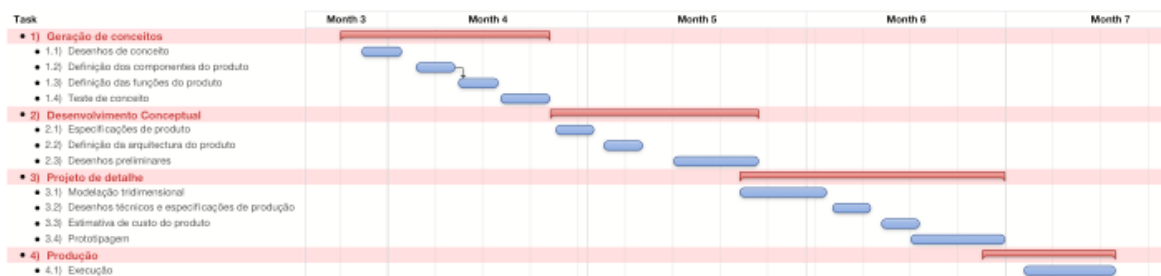 Task Month 3 Month 4 Month 5 Month 6 Month 7
1) Geração de conceitos
1.1) Desenhos de conceito
1.2) Definição dos componentes do produto
1.3) Definição das funções do produto
1.4) Teste de conceito
2) Desenvolvimento Conceptual
2.1) Especificações de produto
2.2) Definição da arquitectura do produto
2.3) Desenhos preliminares
3) Projeto de detalhe
3.1) Modelação tridimensional
3.2) Desenhos técnicos e especificações de produção
3.3) Estimativa de custo do produto
3.4) Prototipagem
4) Produção
4.1) Execução